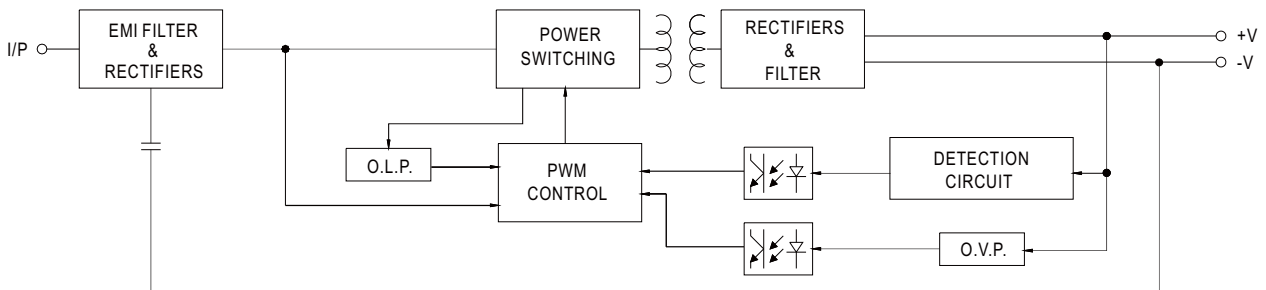 I/P
EMI FILTER
&
RECTIFIERS
POWER
SWITCHING
RECTIFIERS
&
FILTER
+V
-V
O.L.P.
PWM
CONTROL
DETECTION
CIRCUIT
O.V.P.